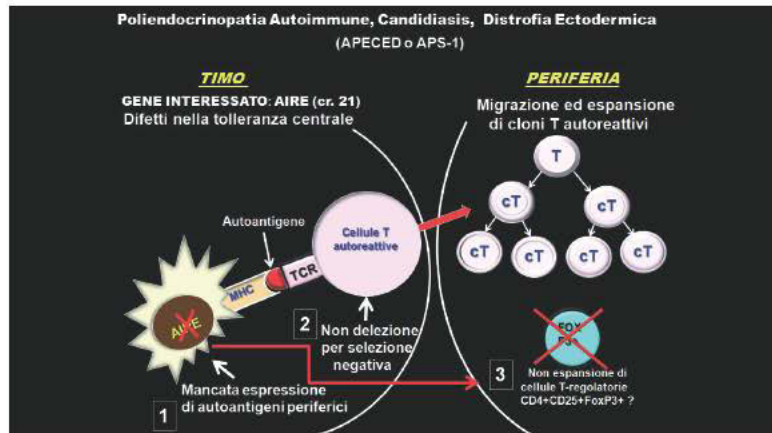 Poliendocrinopatia Autoimmune, Candidiasis, Distrofia Ectodermica
(APECED o APS-1)
TIMO
GENE INTERESSATO: AIRE (cr. 21)
Difetti nella tolleranza centrale
PERIFERIA
Migrazione ed espansione
di cloni T autoreattivi
T
cT
cT
cT
cT
cT
cT
Autoantigene
Cellule T
autoreattive
TCR
MHC
AIRE
2
Non delezione
per selezione
negativa
1
Mancata espressione
di autoantigeni periferici
FOX
P3+
3
Non espansione di
cellule T-regolatorie
CD4+CD25+FoxP3+ ?